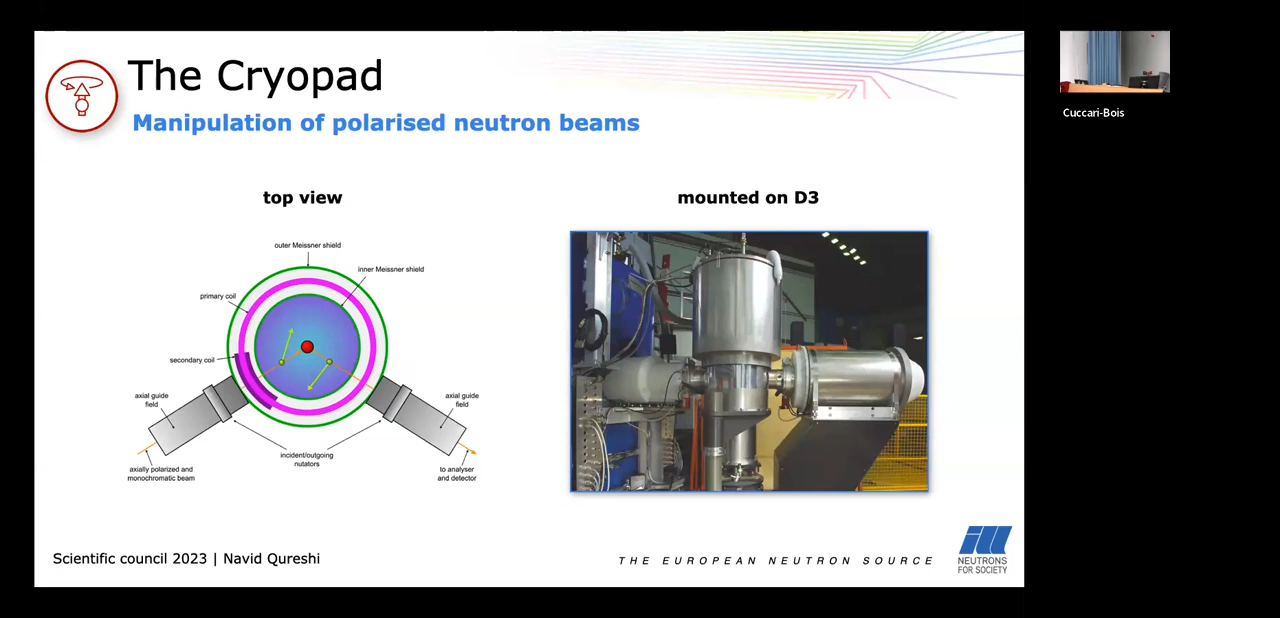 The Cryopad
Manipulation of polarised neutron beams
top view
mounted on D3
outer Meissner shield
inner Meissner shield
primary coil
secondary coil
axial guide
field
axial guide
field
incident/outgoing
nutators
axially polarized and
monochromatic beam
to analyser
and detector
Scientific council 2023 | Navid Qureshi
THE EUROPEAN NEUTRON SOURCE
ill
NEUTRONS
FOR SOCIETY
Cuccari-Bois